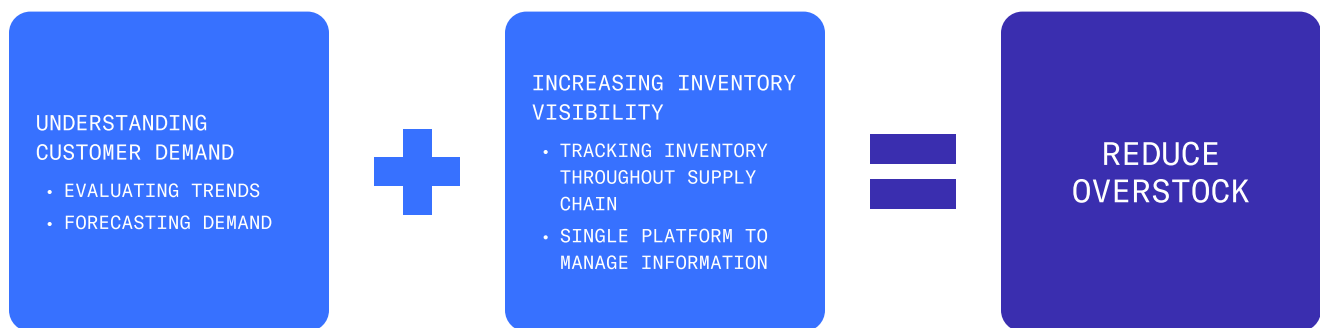 UNDERSTANDING
CUSTOMER DEMAND
• EVALUATING TRENDS
• FORECASTING DEMAND
INCREASING INVENTORY
VISIBILITY
• TRACKING INVENTORY
THROUGHOUT SUPPLY
CHAIN
• SINGLE PLATFORM TO
MANAGE INFORMATION
REDUCE
OVERSTOCK